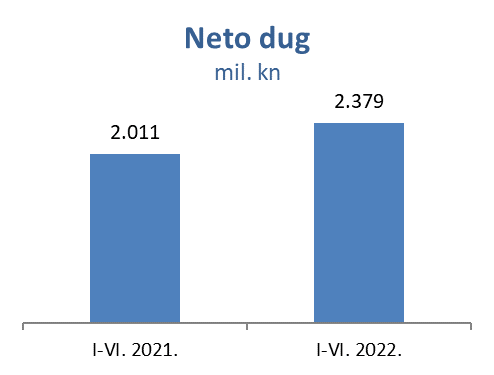 Neto dug
mil. kn
2.011
2.379
I-VI. 2021.
I-VI. 2022.